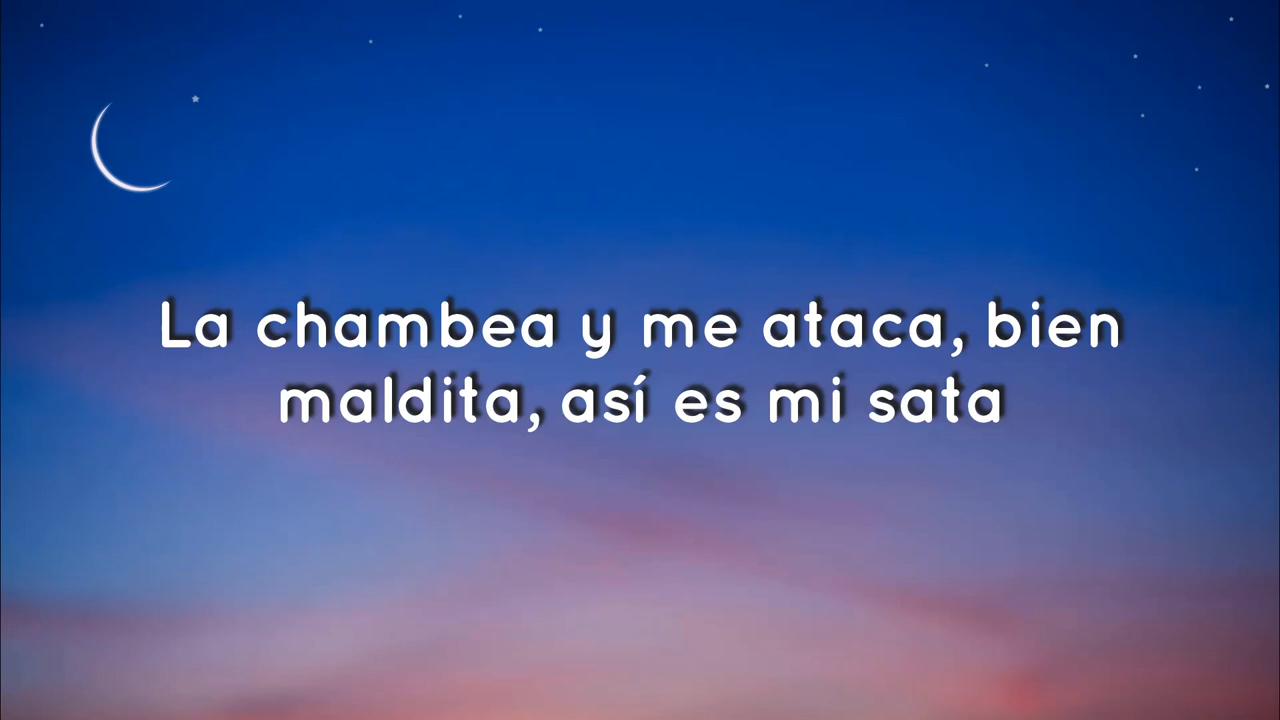 La chambea y me ataca, bien
maldita, así es mi sata